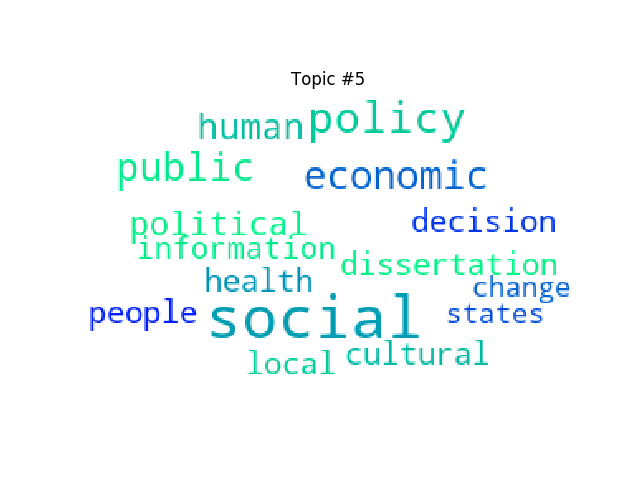 Topic #5
human policy
public economic
political decision
information dissertation
health change
people social states
local cultural